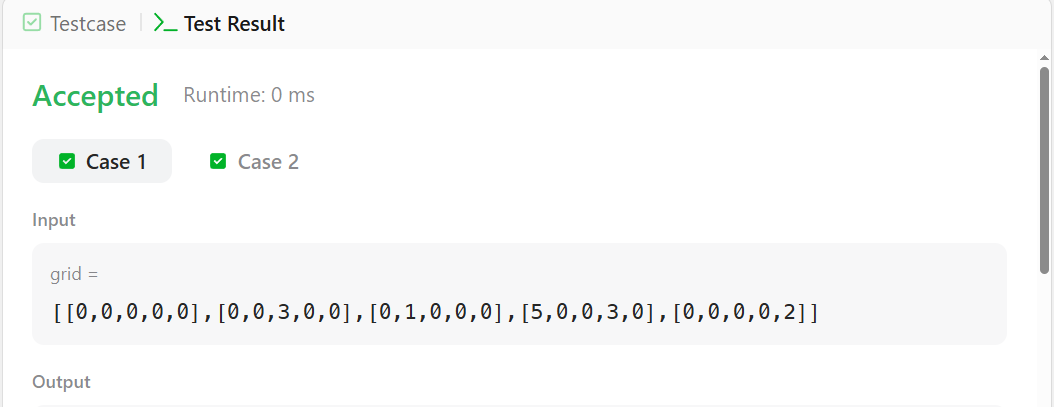 Testcase Test Result
Accepted Runtime: 0 ms
Case 1 Case 2
Input
grid =
[[0,0,0,0,0],[0,0,3,0,0],[0,1,0,0,0],[5,0,0,3,0],[0,0,0,0,2]]
Output